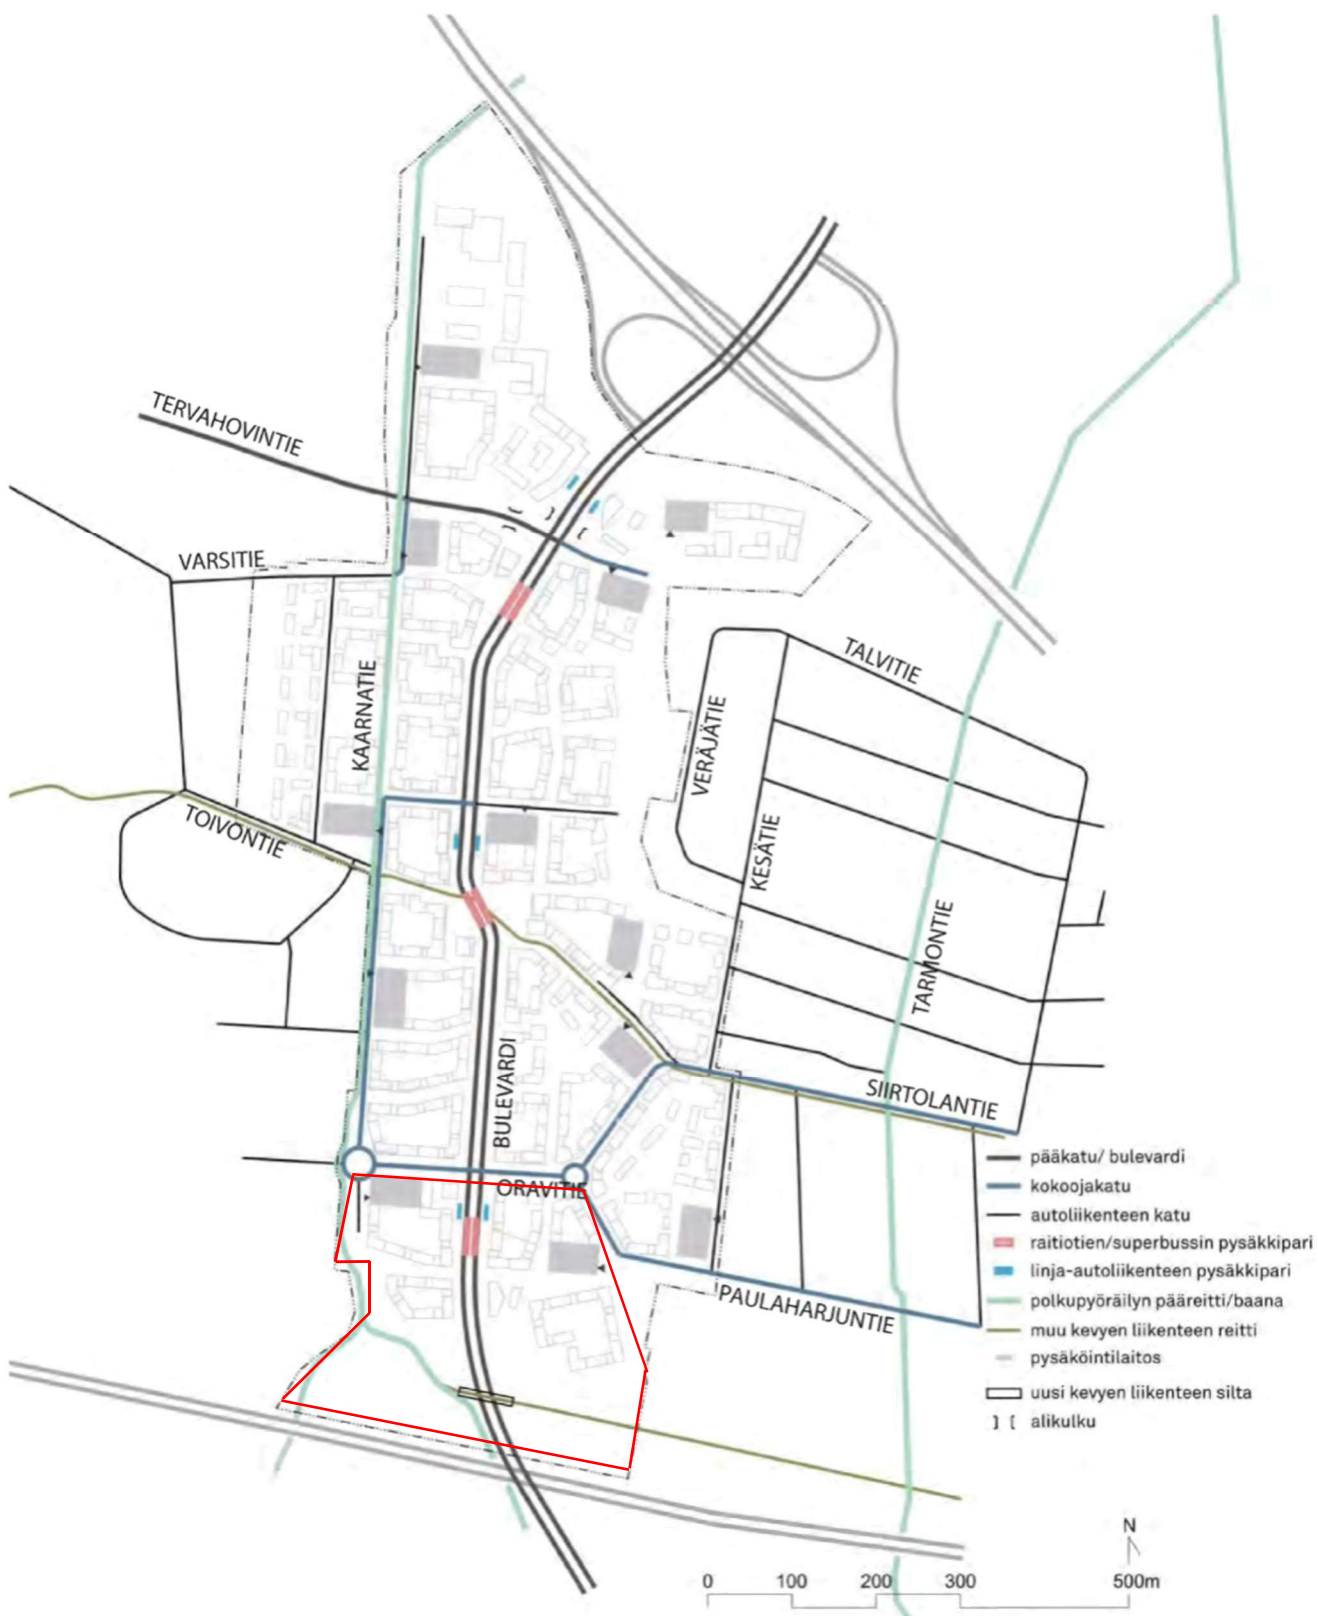 TERVAHOVINTIE
VARSITIE
KAARNATIE
TOIVONTIE
TALVITIE
VERÄJÄTIE
KESÄTIE
TARMONTIE
BULEVARDI
SIIRTOLANTIE
ORAVITIE
PAULAHARJUNTIE
pääkatu/ bulevardi
kokoojakatu
autoliikenteen katu
raitiotien/superbussin pysäkkipari
linja-autoliikenteen pysäkkipari
polkupyöräilyn pääreitti/baana
muu kevyen liikenteen reitti
pysäköintilaitos
uusi kevyen liikenteen silta
alikulku
N
0 100 200 300 500m